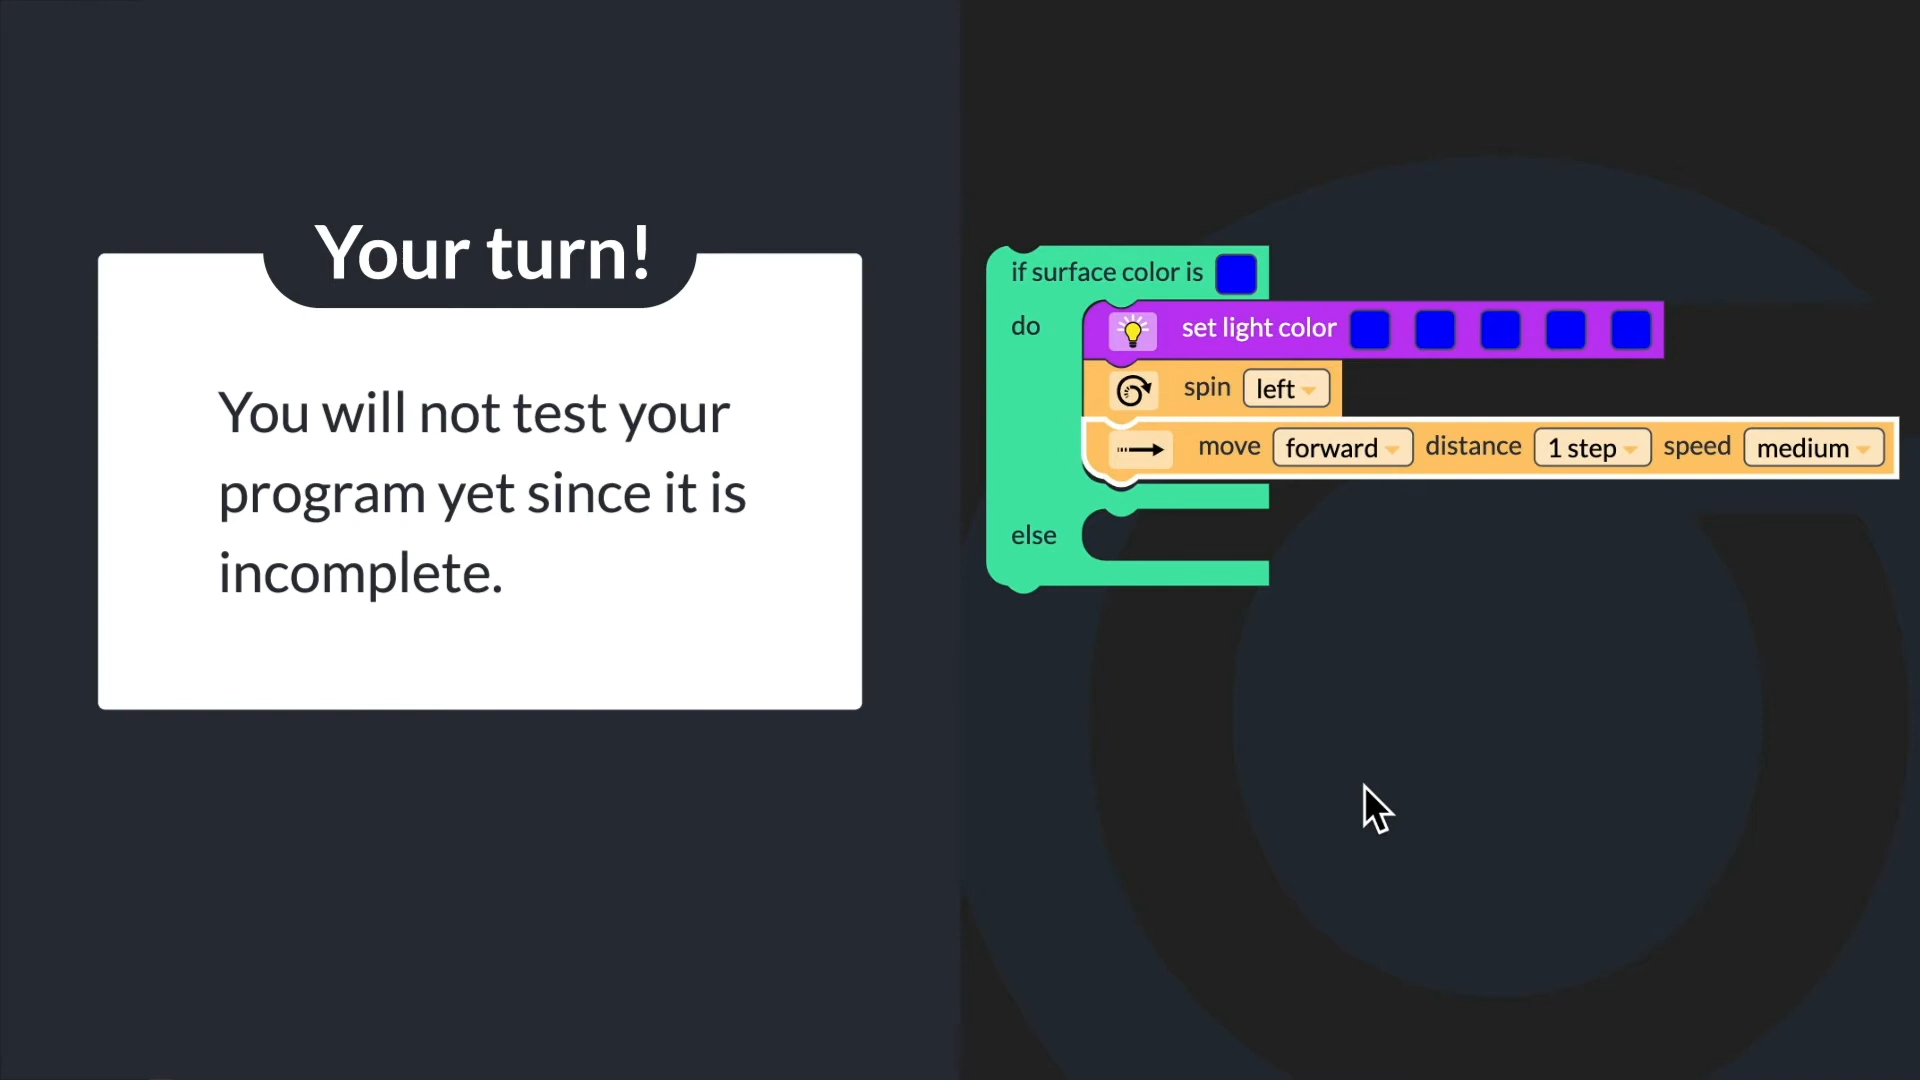 Your turn!
You will not test your
program yet since it is
incomplete.
if surface color is
do
set light color
spin left
move forward distance 1 step speed medium
else